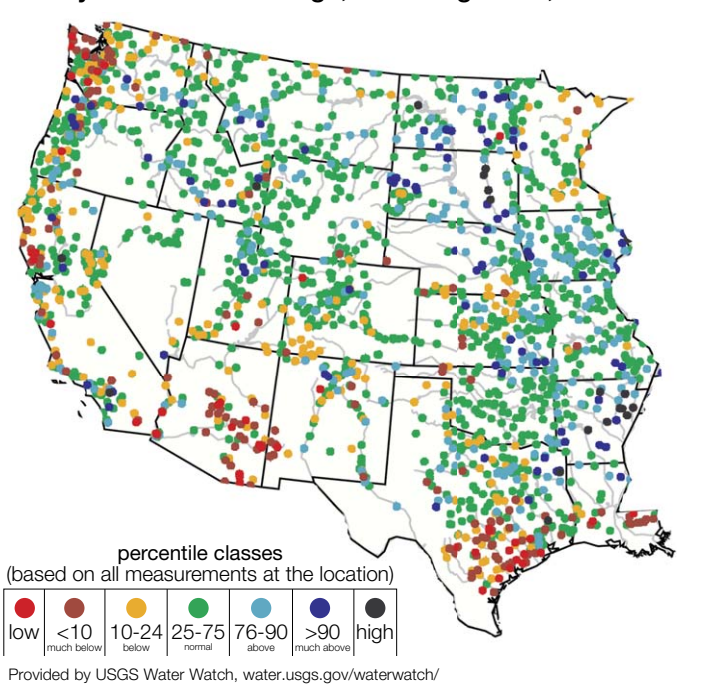 percentile classes
(based on all measurements at the location)
low <10 10-24 25-75 76-90 >90 high
much below below normal above much above
Provided by USGS Water Watch, water.usgs.gov/waterwatch/